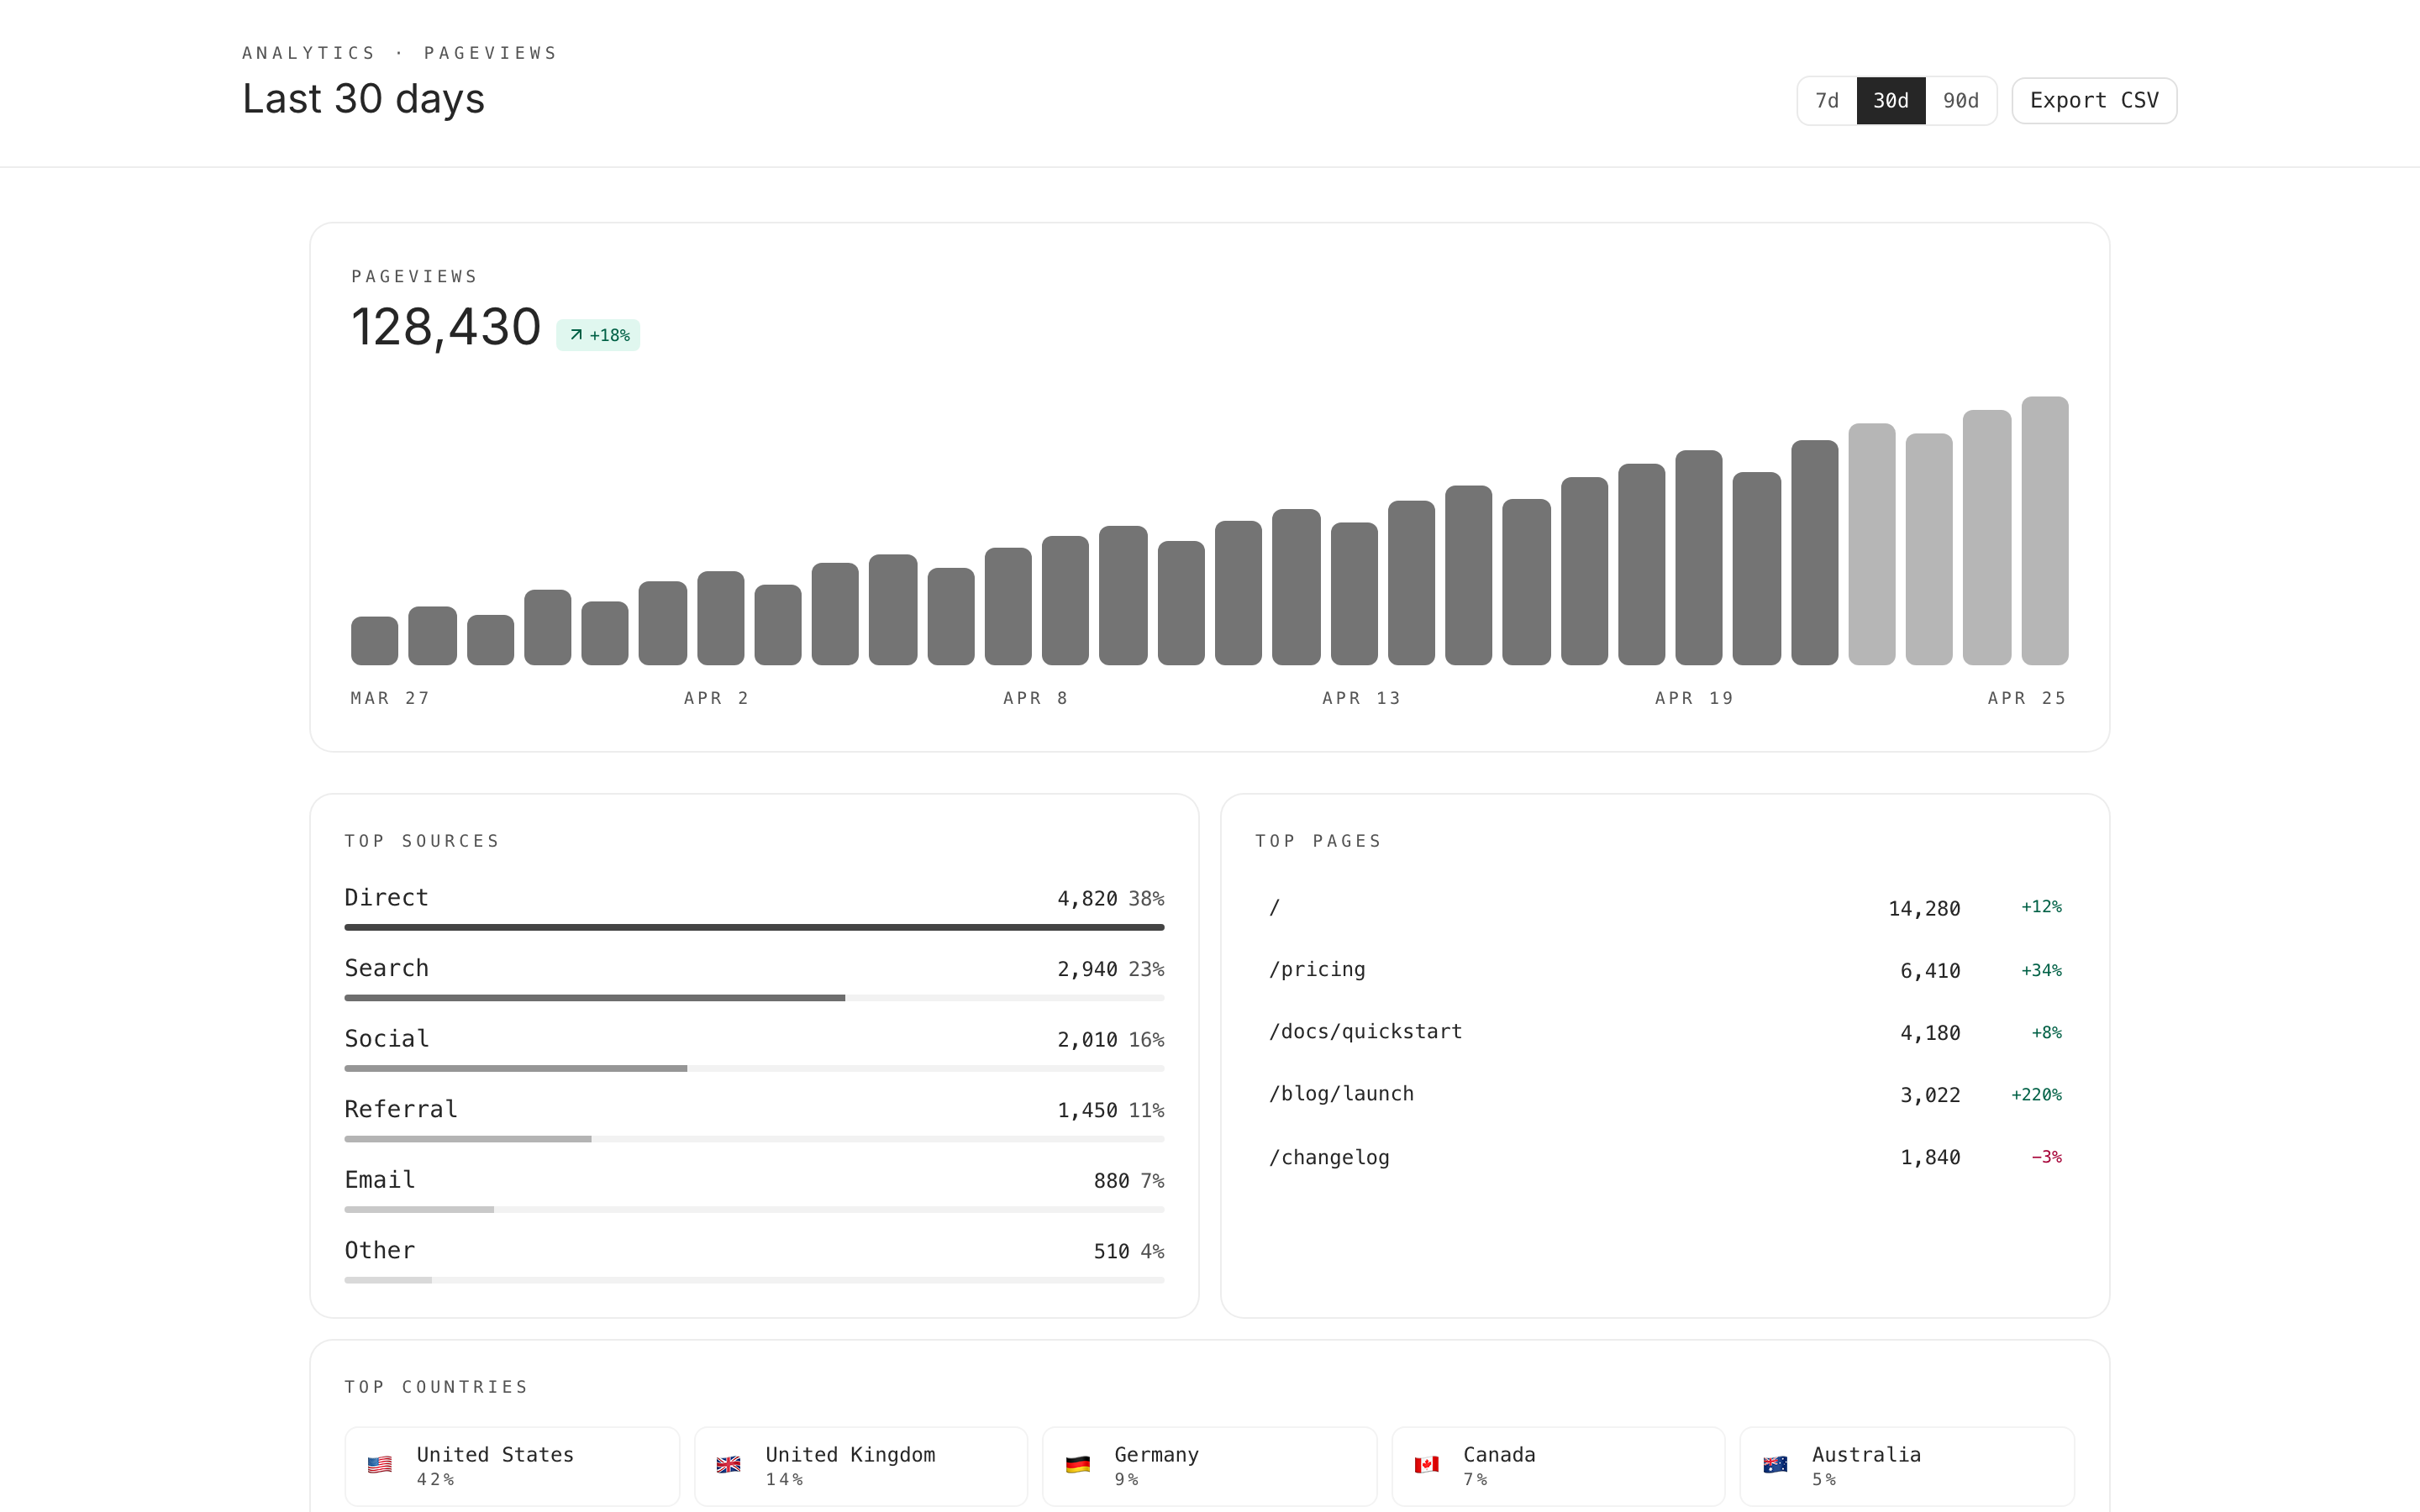 ANALYTICS · PAGEVIEWS
Last 30 days
7d 30d 90d Export CSV
PAGEVIEWS
128,430 +18%
MAR 27 APR 2 APR 8 APR 13 APR 19 APR 25
TOP SOURCES
Direct 4,820 38%
Search 2,940 23%
Social 2,010 16%
Referral 1,450 11%
Email 880 7%
Other 510 4%
TOP PAGES
/ 14,280 +12%
/pricing 6,410 +34%
/docs/quickstart 4,180 +8%
/blog/launch 3,022 +220%
/changelog 1,840 −3%
TOP COUNTRIES
United States
42%
United Kingdom
14%
Germany
9%
Canada
7%
Australia
5%